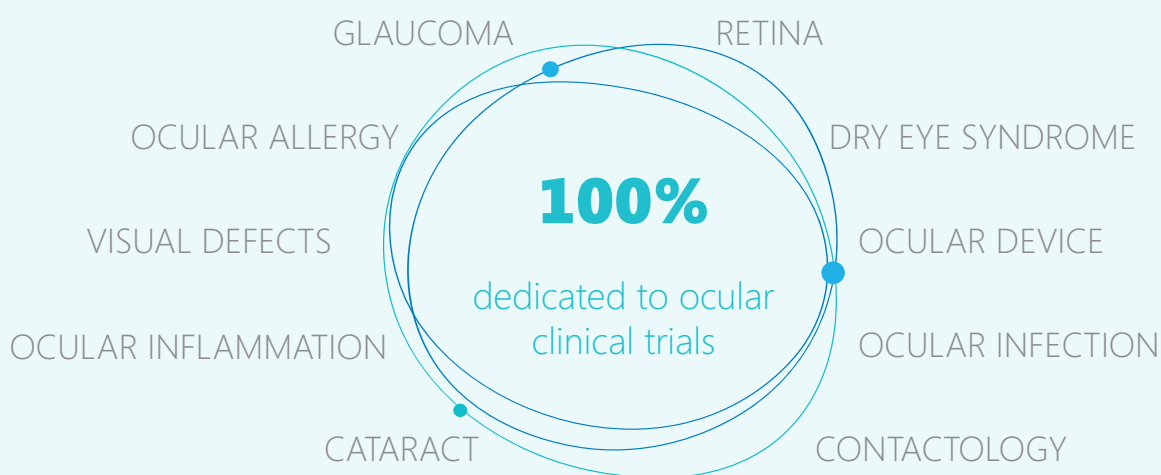 GLAUCOMA
RETINA
OCULAR ALLERGY
DRY EYE SYNDROME
100%
VISUAL DEFECTS
OCULAR DEVICE
dedicated to ocular
clinical trials
OCULAR INFLAMMATION
OCULAR INFECTION
CATARACT
CONTACTOLOGY